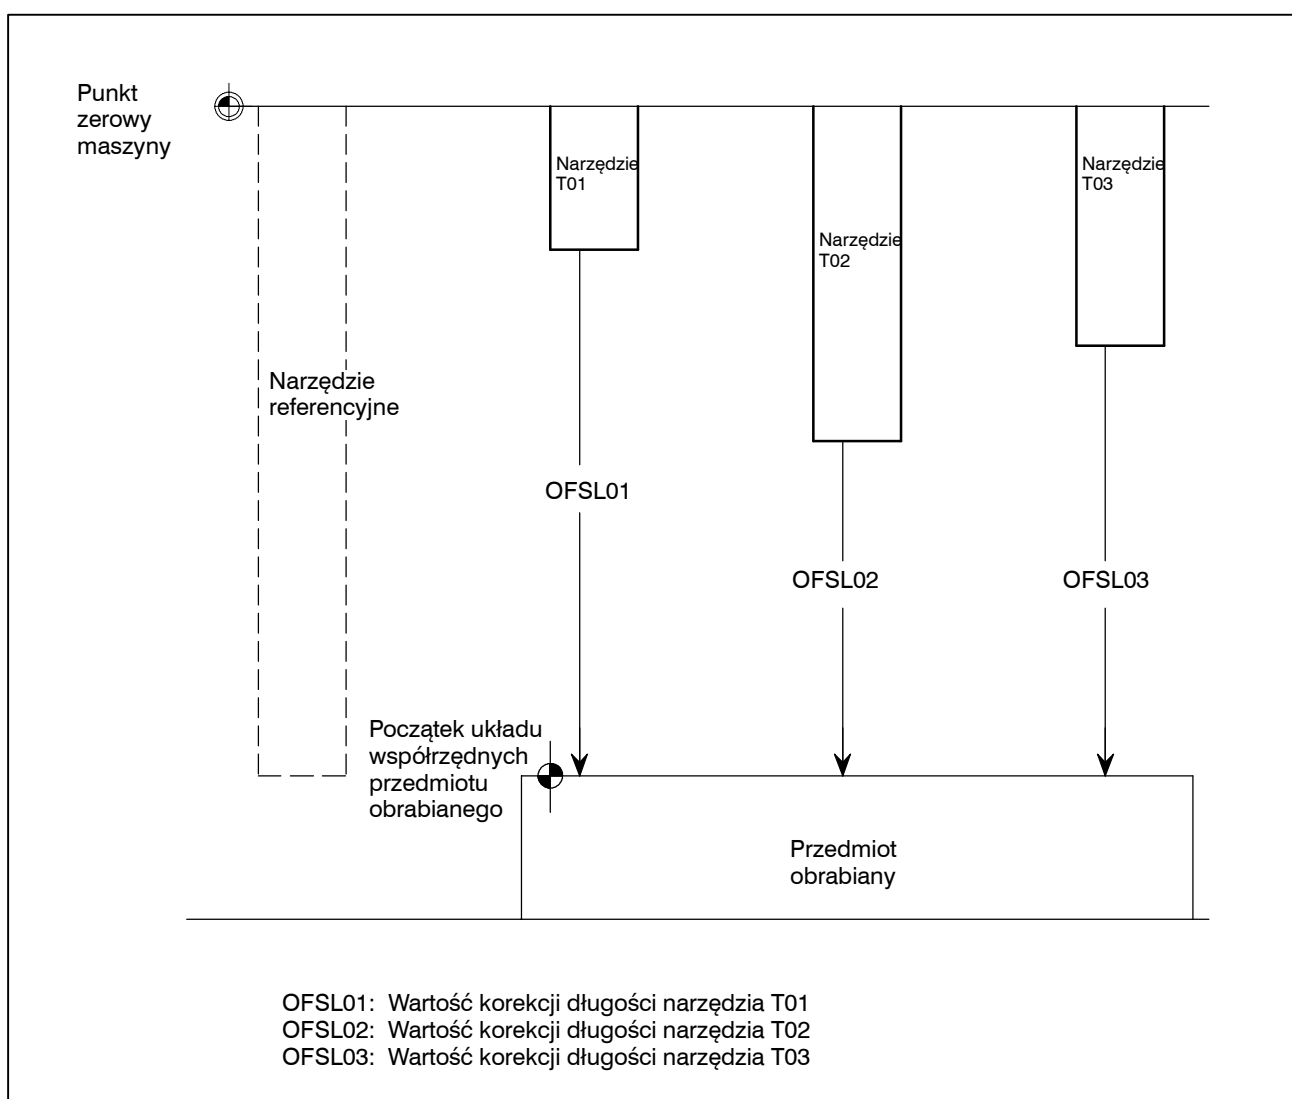 Punkt
zerowy
maszyny
Narzędzie
T01
Narzędzie
T02
Narzędzie
T03
Narzędzie
referencyjne
OFSL01
OFSL02
OFSL03
Początek układu
współrzędnych
przedmiotu
obrabianego
Przedmiot
obrabiany
OFSL01: Wartość korekcji długości narzędzia T01
OFSL02: Wartość korekcji długości narzędzia T02
OFSL03: Wartość korekcji długości narzędzia T03